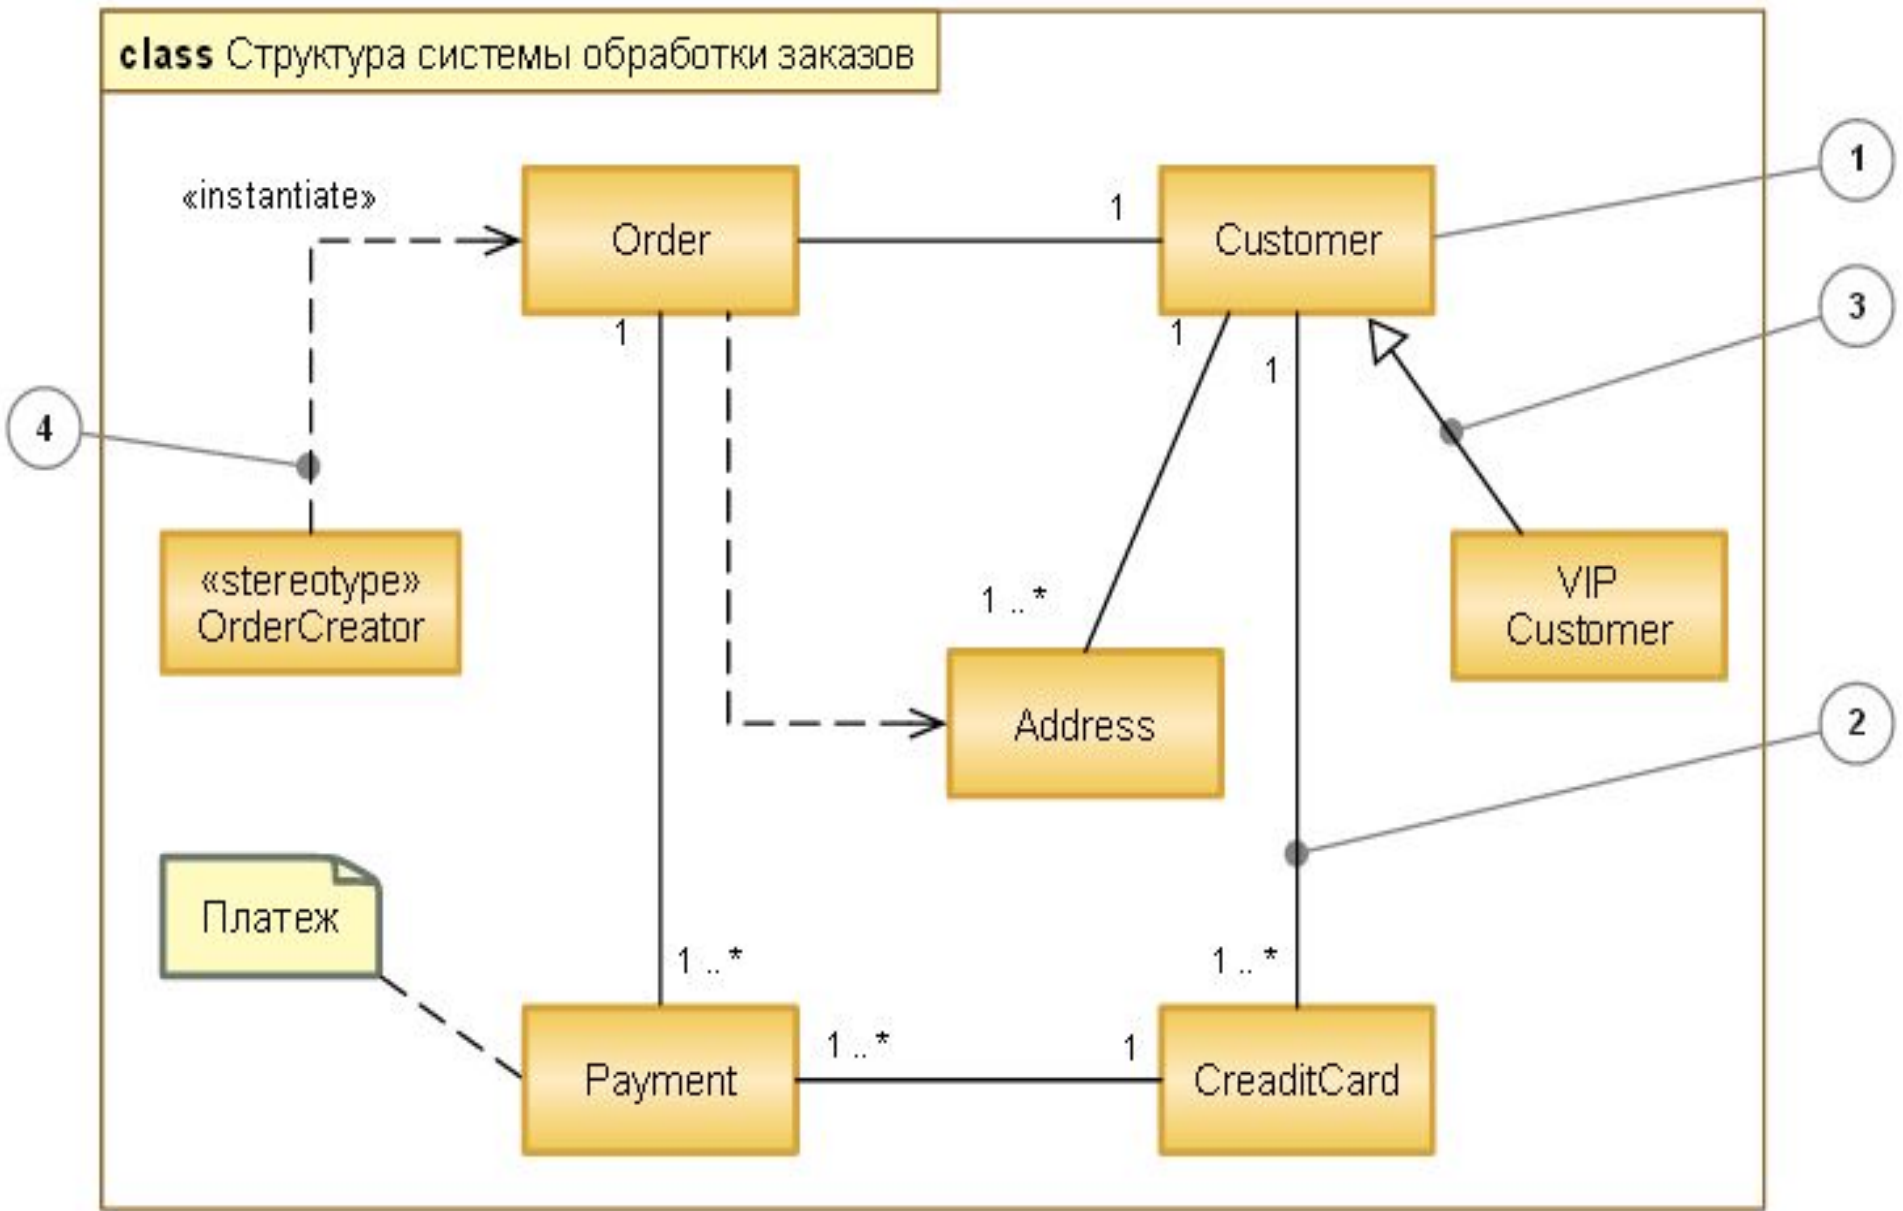 class Структура системы обработки заказов
1
«instantiate»
Order
1
Customer
3
1
1
1
4
«stereotype»
OrderCreator
1 .. *
VIP
Customer
Address
2
Платеж
1 .. *
1 .. *
Payment
1 .. *
1
CreaditCard